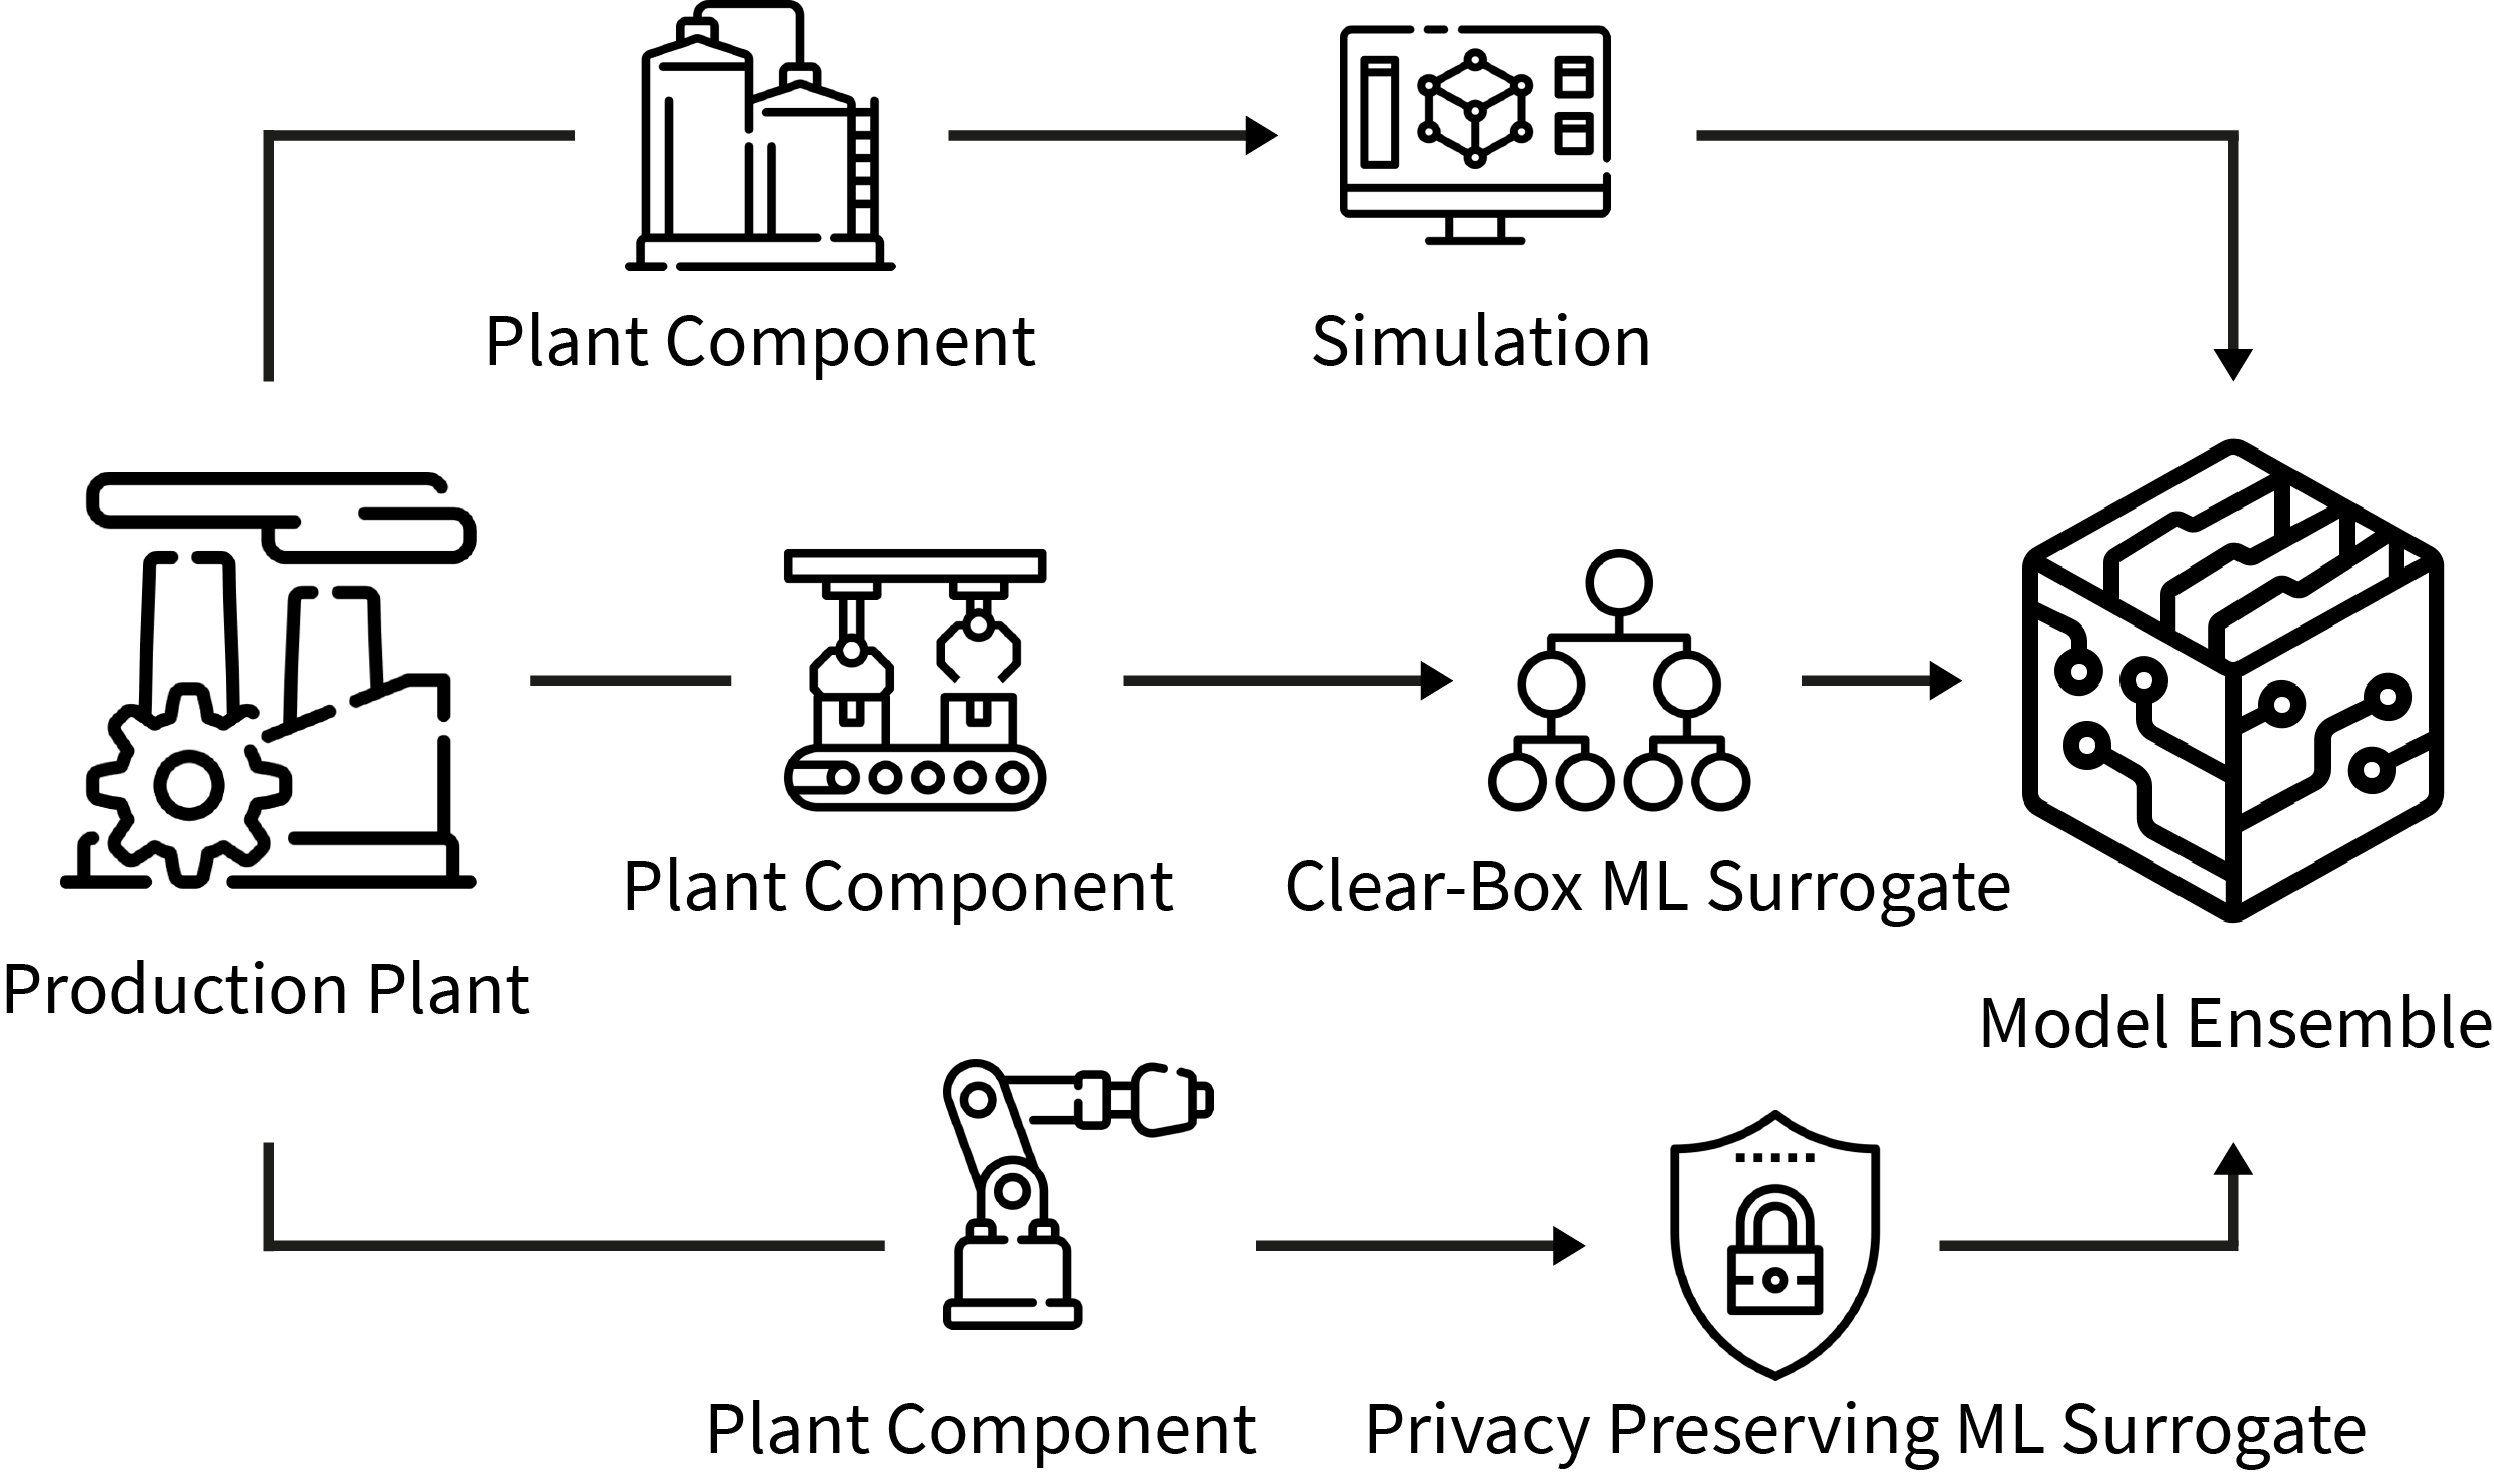 Plant Component
Simulation
Plant Component
Clear-Box ML Surrogate
Production Plant
Model Ensemble
Plant Component
Privacy Preserving ML Surrogate